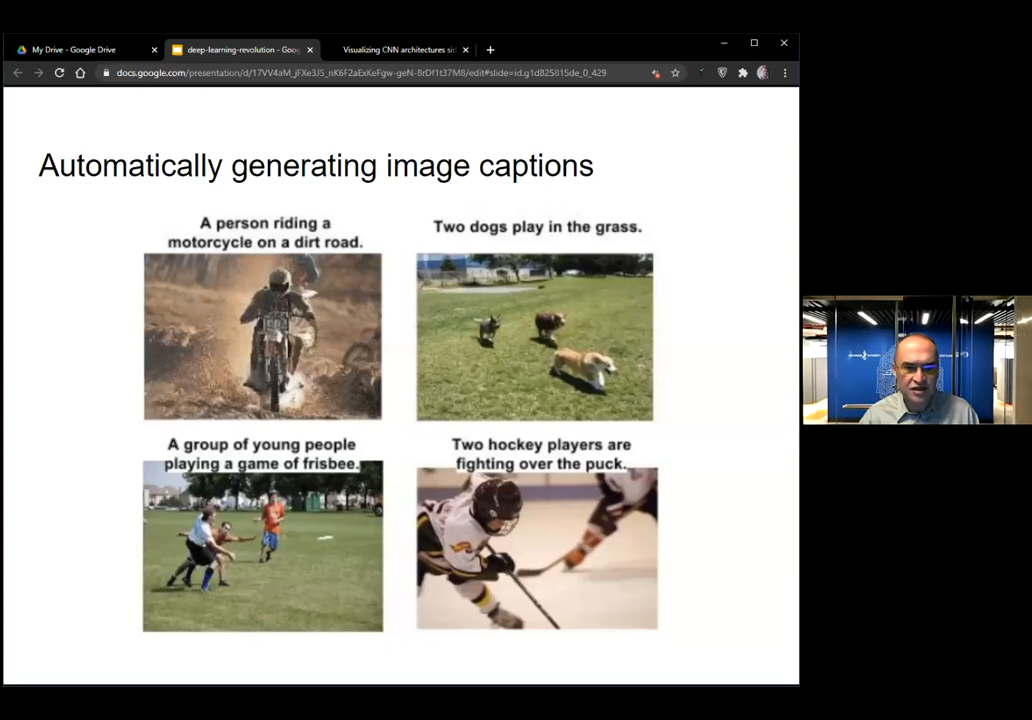 My Drive - Google Drive
deep-learning-revolution - Goog
Visualizing CNN architectures sid
docs.google.com/presentation/d/17VV4aM_jFXe3J5_nK6F2aExKeFgw-geN-8rDf1t37M8/edit#slide=id.g1d825815de_0_429
Automatically generating image captions
A person riding a
motorcycle on a dirt road.
Two dogs play in the grass.
A group of young people
playing a game of frisbee.
Two hockey players are
fighting over the puck.